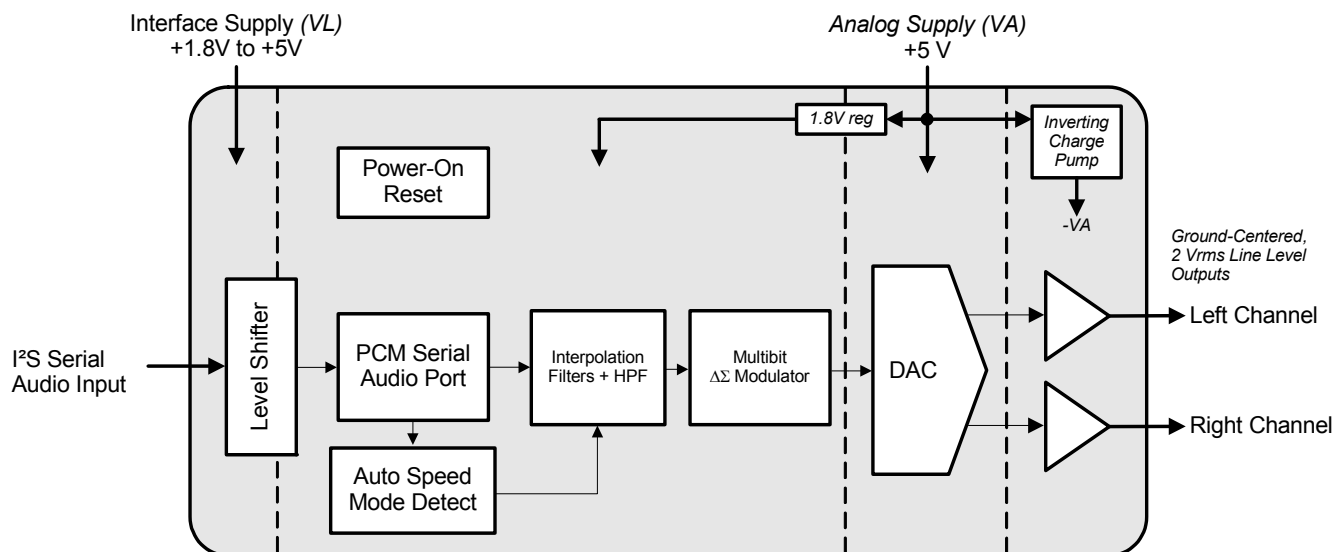 Interface Supply (VL)
+1.8V to +5V
Analog Supply (VA)
+5 V
1.8V reg
Inverting
Charge
Pump
-VA
Power-On
Reset
Ground-Centered,
2 Vrms Line Level
Outputs
I²S Serial
Audio Input
Level Shifter
PCM Serial
Audio Port
Interpolation
Filters + HPF
Multibit
ΔΣ Modulator
DAC
Left Channel
Right Channel
Auto Speed
Mode Detect